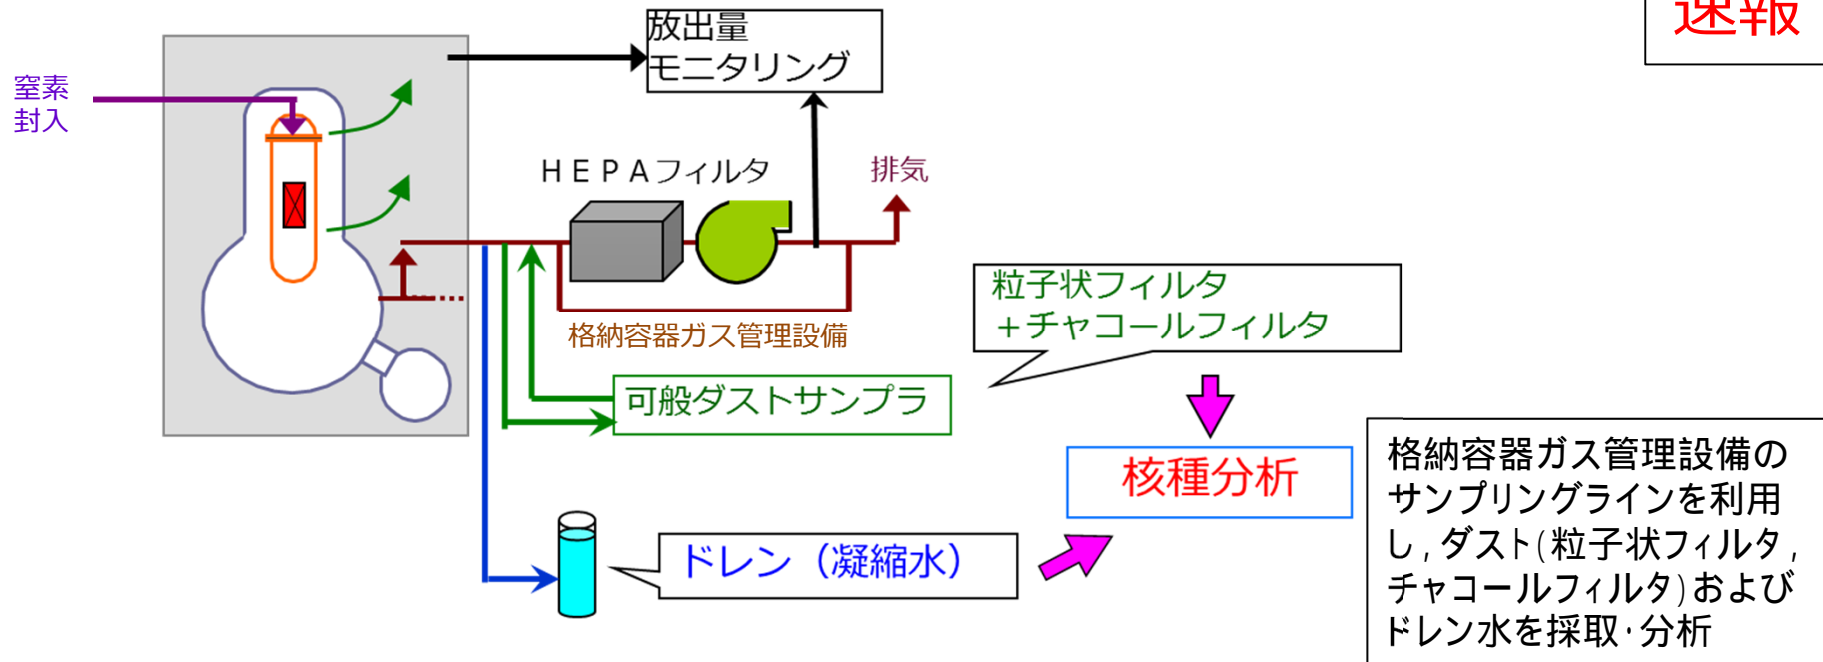 速報
放出量
モニタリング
窒素
封入
ＨＥＰＡフィルタ
排気
格納容器ガス管理設備
粒子状フィルタ
＋チャコールフィルタ
可般ダストサンプラ
核種分析
ドレン（凝縮水）
格納容器ガス管理設備の
サンプリングラインを利用
し，ダスト(粒子状フィルタ，
チャコールフィルタ)および
ドレン水を採取･分析